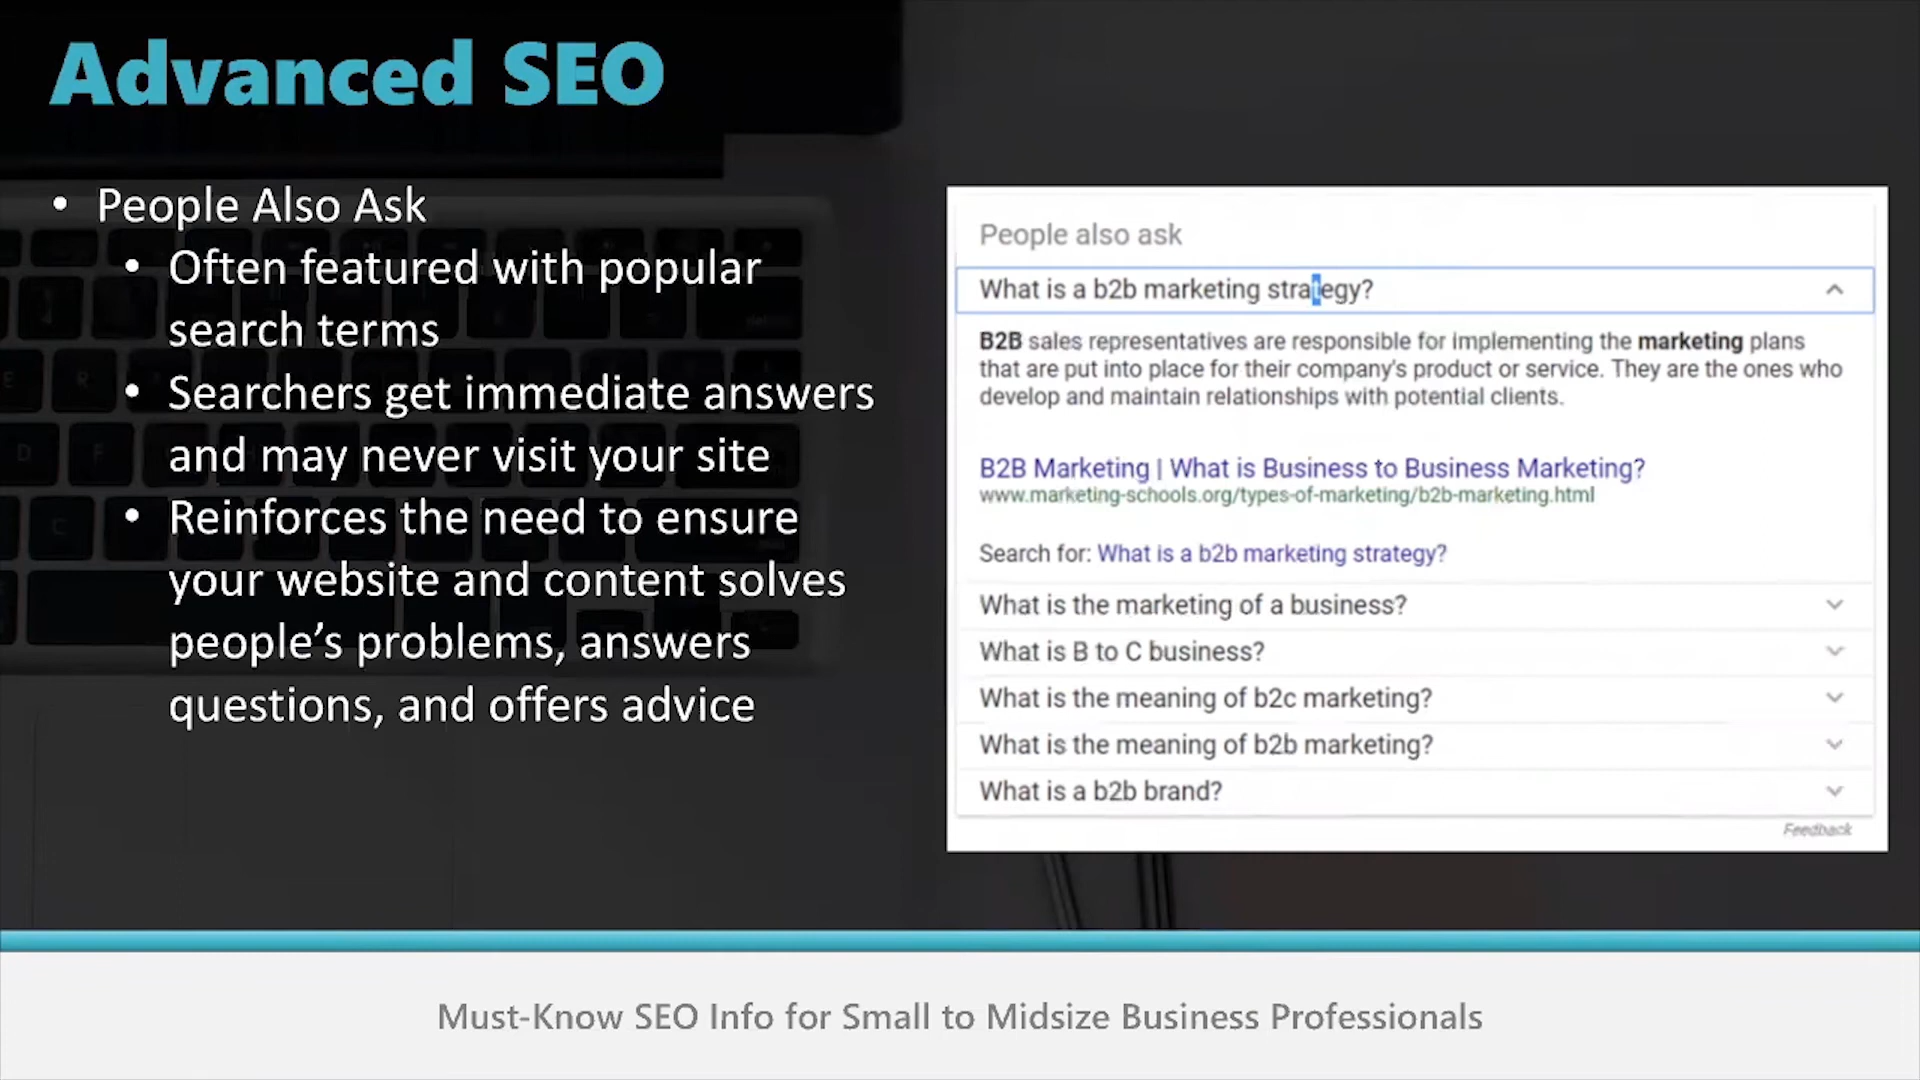 Advanced SEO
• People Also Ask
• Often featured with popular
search terms
• Searchers get immediate answers
and may never visit your site
• Reinforces the need to ensure
your website and content solves
people’s problems, answers
questions, and offers advice
People also ask
What is a b2b marketing strategy?
B2B sales representatives are responsible for implementing the marketing plans
that are put into place for their company's product or service. They are the ones who
develop and maintain relationships with potential clients.
B2B Marketing | What is Business to Business Marketing?
www.marketing-schools.org/types-of-marketing/b2b-marketing.html
Search for: What is a b2b marketing strategy?
What is the marketing of a business?
What is B to C business?
What is the meaning of b2c marketing?
What is the meaning of b2b marketing?
What is a b2b brand?
Feedback
Must-Know SEO Info for Small to Midsize Business Professionals